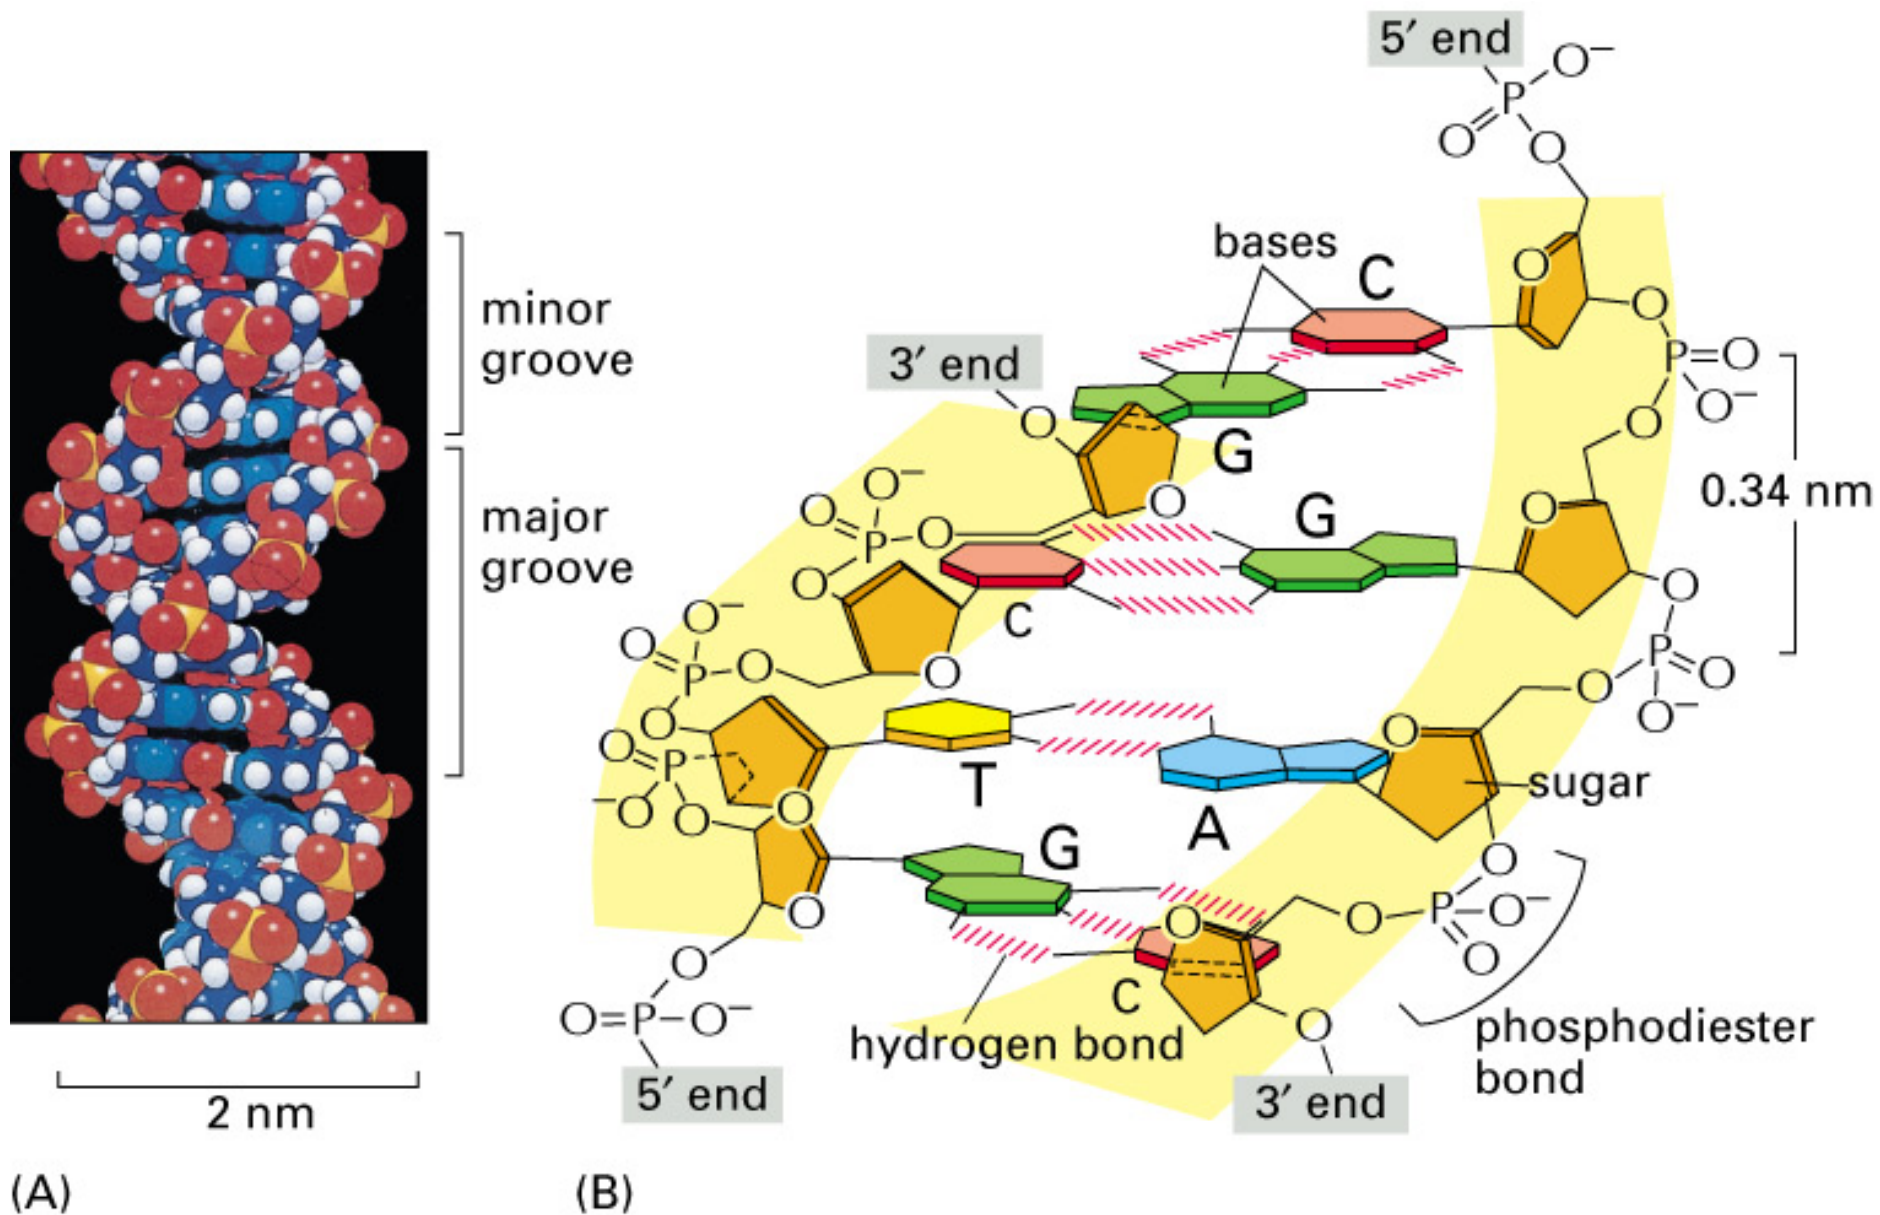 5′ end
O⁻
P
O
O
bases
C
O
minor
groove
O
3′ end
P=O
O
O⁻
G
O
O⁻
0.34 nm
major
groove
O
P
O
O
G
O
O
C
O
O⁻
O
P
O
O
P
O
O
O⁻
O
O
O
P
T
sugar
⁻O
O
O
A
G
O
O
O
O
P
O⁻
O
O
C
O=P–O⁻
hydrogen bond
O
phosphodiester
bond
5′ end
3′ end
2 nm
(A)
(B)